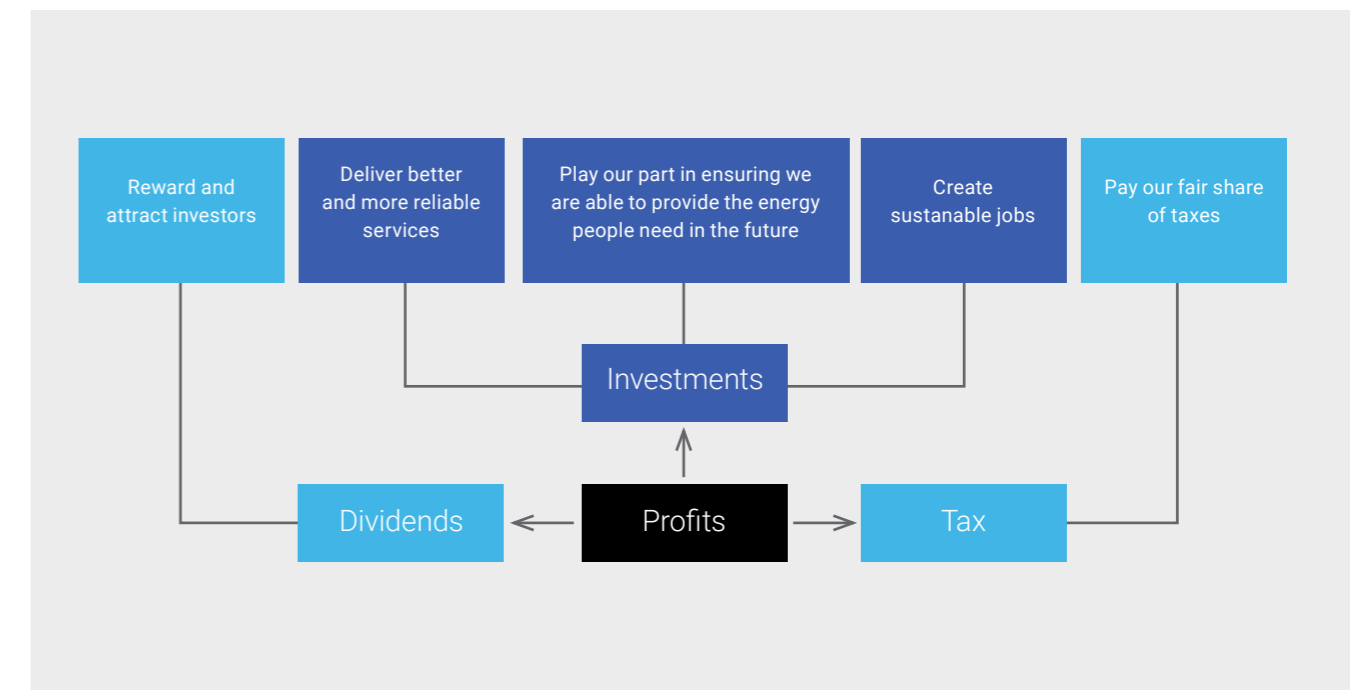 Reward and
attract investors
Deliver better
and more reliable
services
Play our part in ensuring we
are able to provide the energy
people need in the future
Create
sustanable jobs
Pay our fair share
of taxes
Investments
Dividends
Profits
Tax